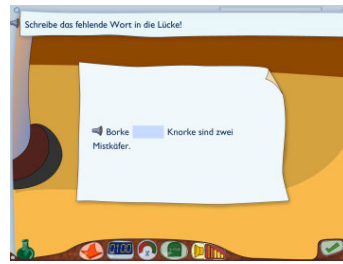 Schreibe das fehlende Wort in die Lücke!
Borke Knorke sind zwei
Mistkäfer.